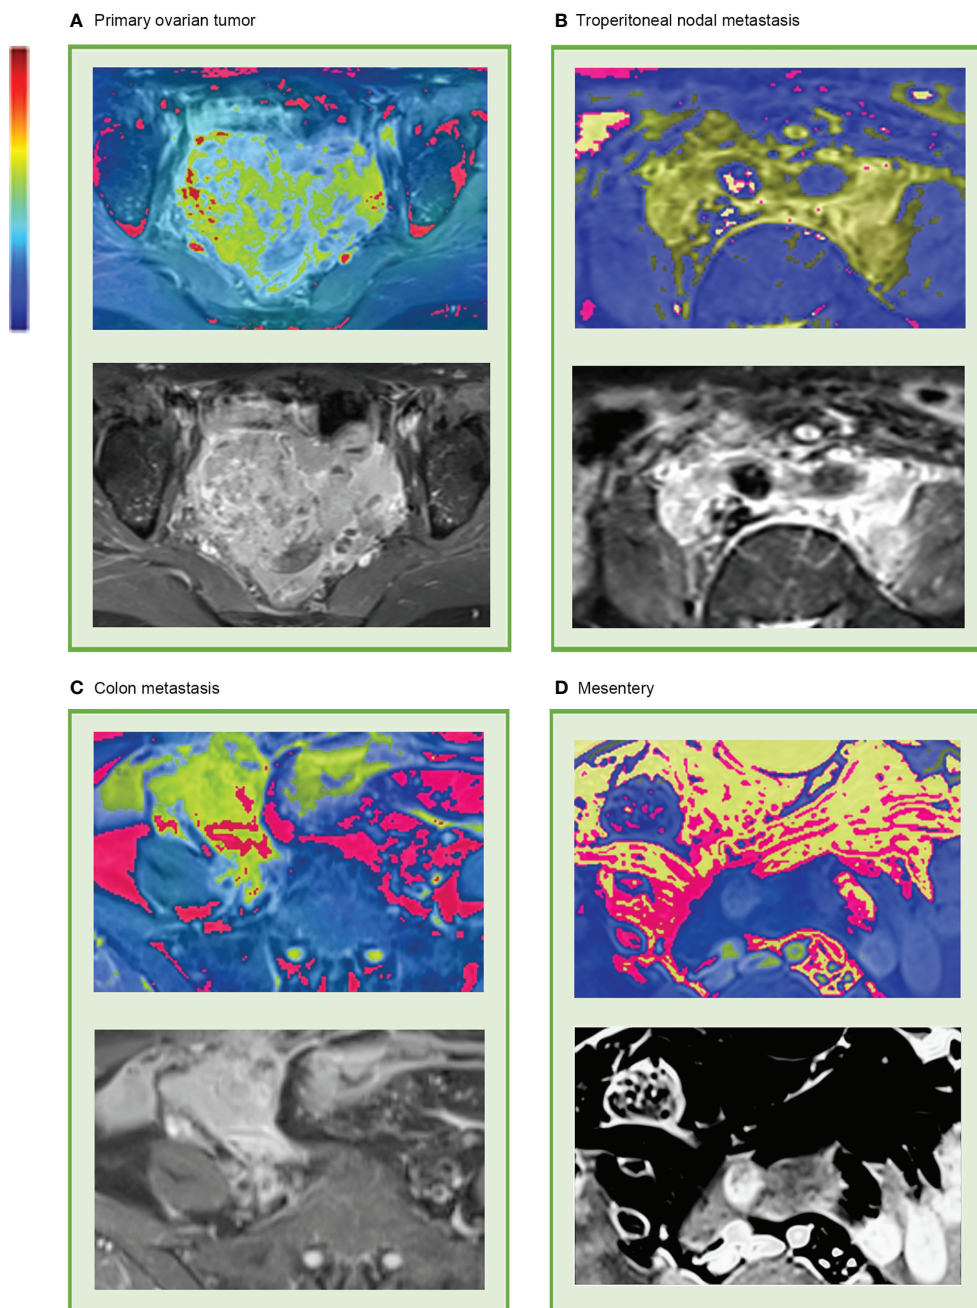 A Primary ovarian tumor
B Troperitoneal nodal metastasis
C Colon metastasis
D Mesentery